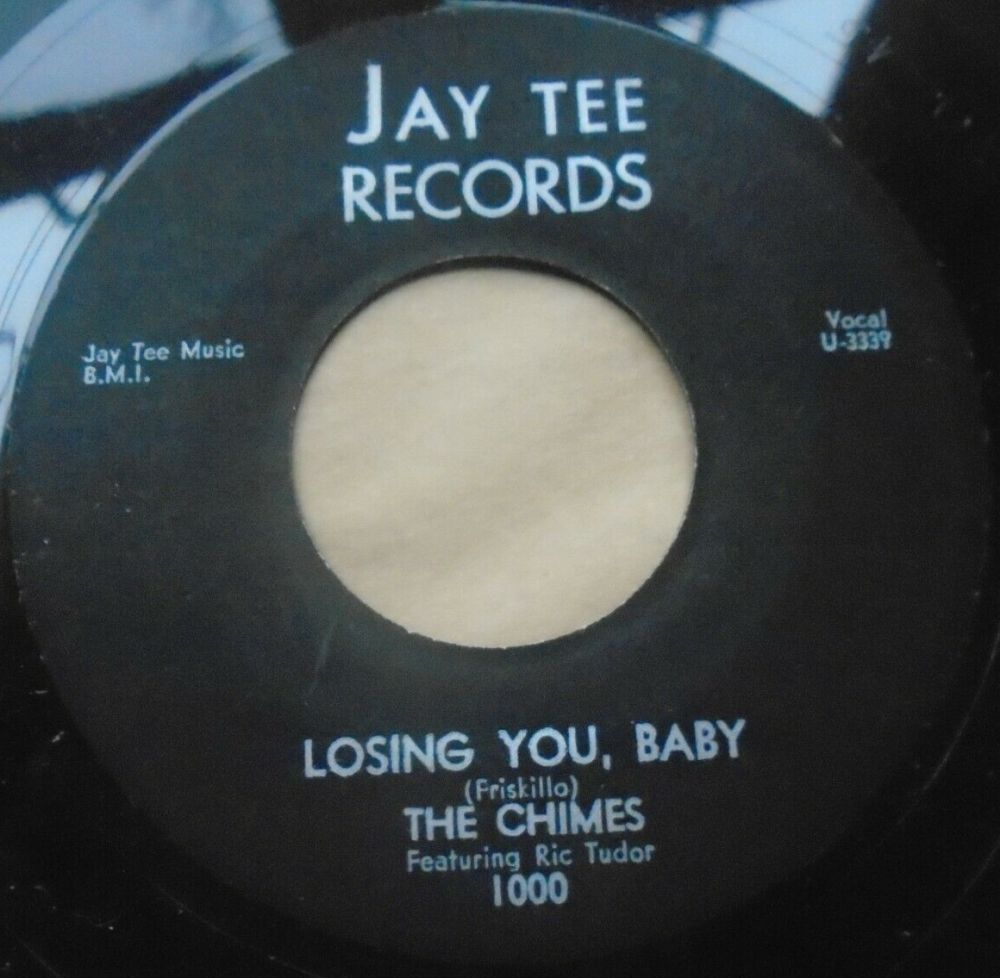 JAY TEE
RECORDS
Jay Tee Music
B.M.I.
Vocal
U-3339
LOSING YOU, BABY
(Friskillo)
THE CHIMES
Featuring Ric Tudor
1000